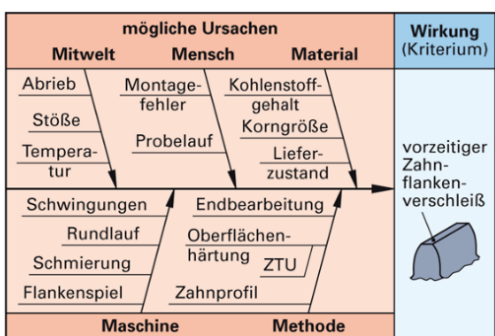 mögliche Ursachen
Mitwelt Mensch Material
Wirkung
(Kriterium)
Abrieb
Stöße
Tempera-
tur
Montage-
fehler
Probelauf
Kohlenstoff-
gehalt
Korngröße
Liefer-
zustand
vorzeitiger
Zahn-
flanken-
verschleiß
Schwingungen
Rundlauf
Schmierung
Flankenspiel
Endbearbeitung
Oberflächen-
härtung
ZTU
Zahnprofil
Maschine Methode